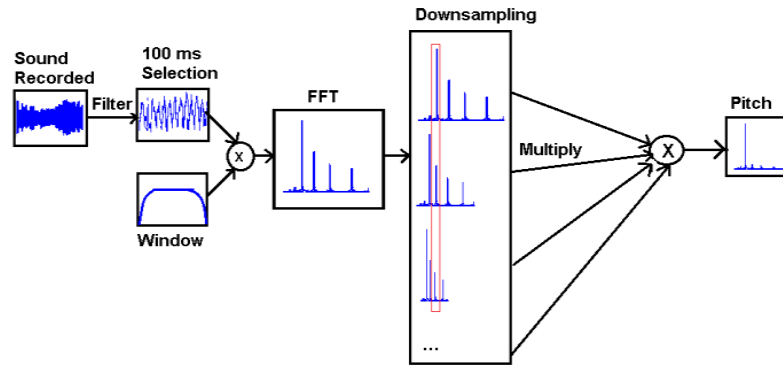 Downsampling
100 ms
Selection
Sound
Recorded
Filter
FFT
Pitch
X
Multiply
X
Window
...